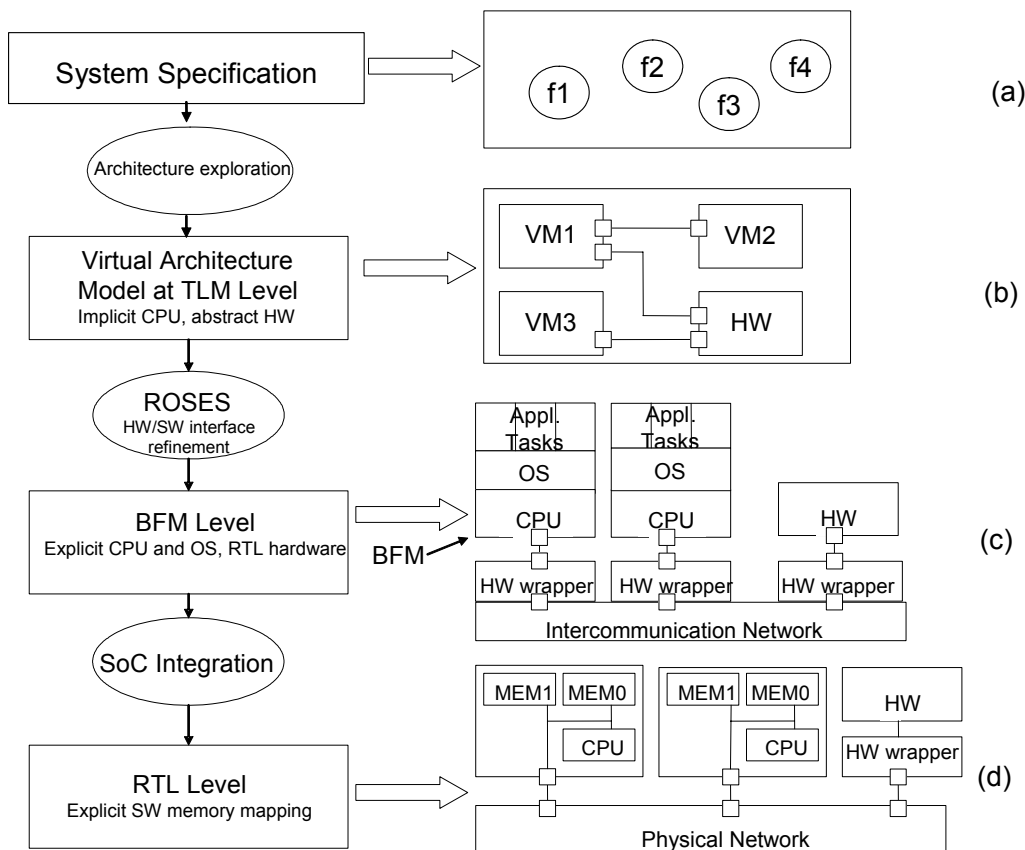 System Specification
f1
f2
f3
f4
(a)
Architecture exploration
Virtual Architecture
Model at TLM Level
Implicit CPU, abstract HW
VM1
VM2
VM3
HW
(b)
ROSES
HW/SW interface
refinement
BFM Level
Explicit CPU and OS, RTL hardware
Appl.
Tasks
OS
CPU
Appl.
Tasks
OS
CPU
HW
BFM
HW wrapper
HW wrapper
HW wrapper
Intercommunication Network
(c)
SoC Integration
RTL Level
Explicit SW memory mapping
MEM1
MEM0
CPU
MEM1
MEM0
CPU
HW
HW wrapper
Physical Network
(d)